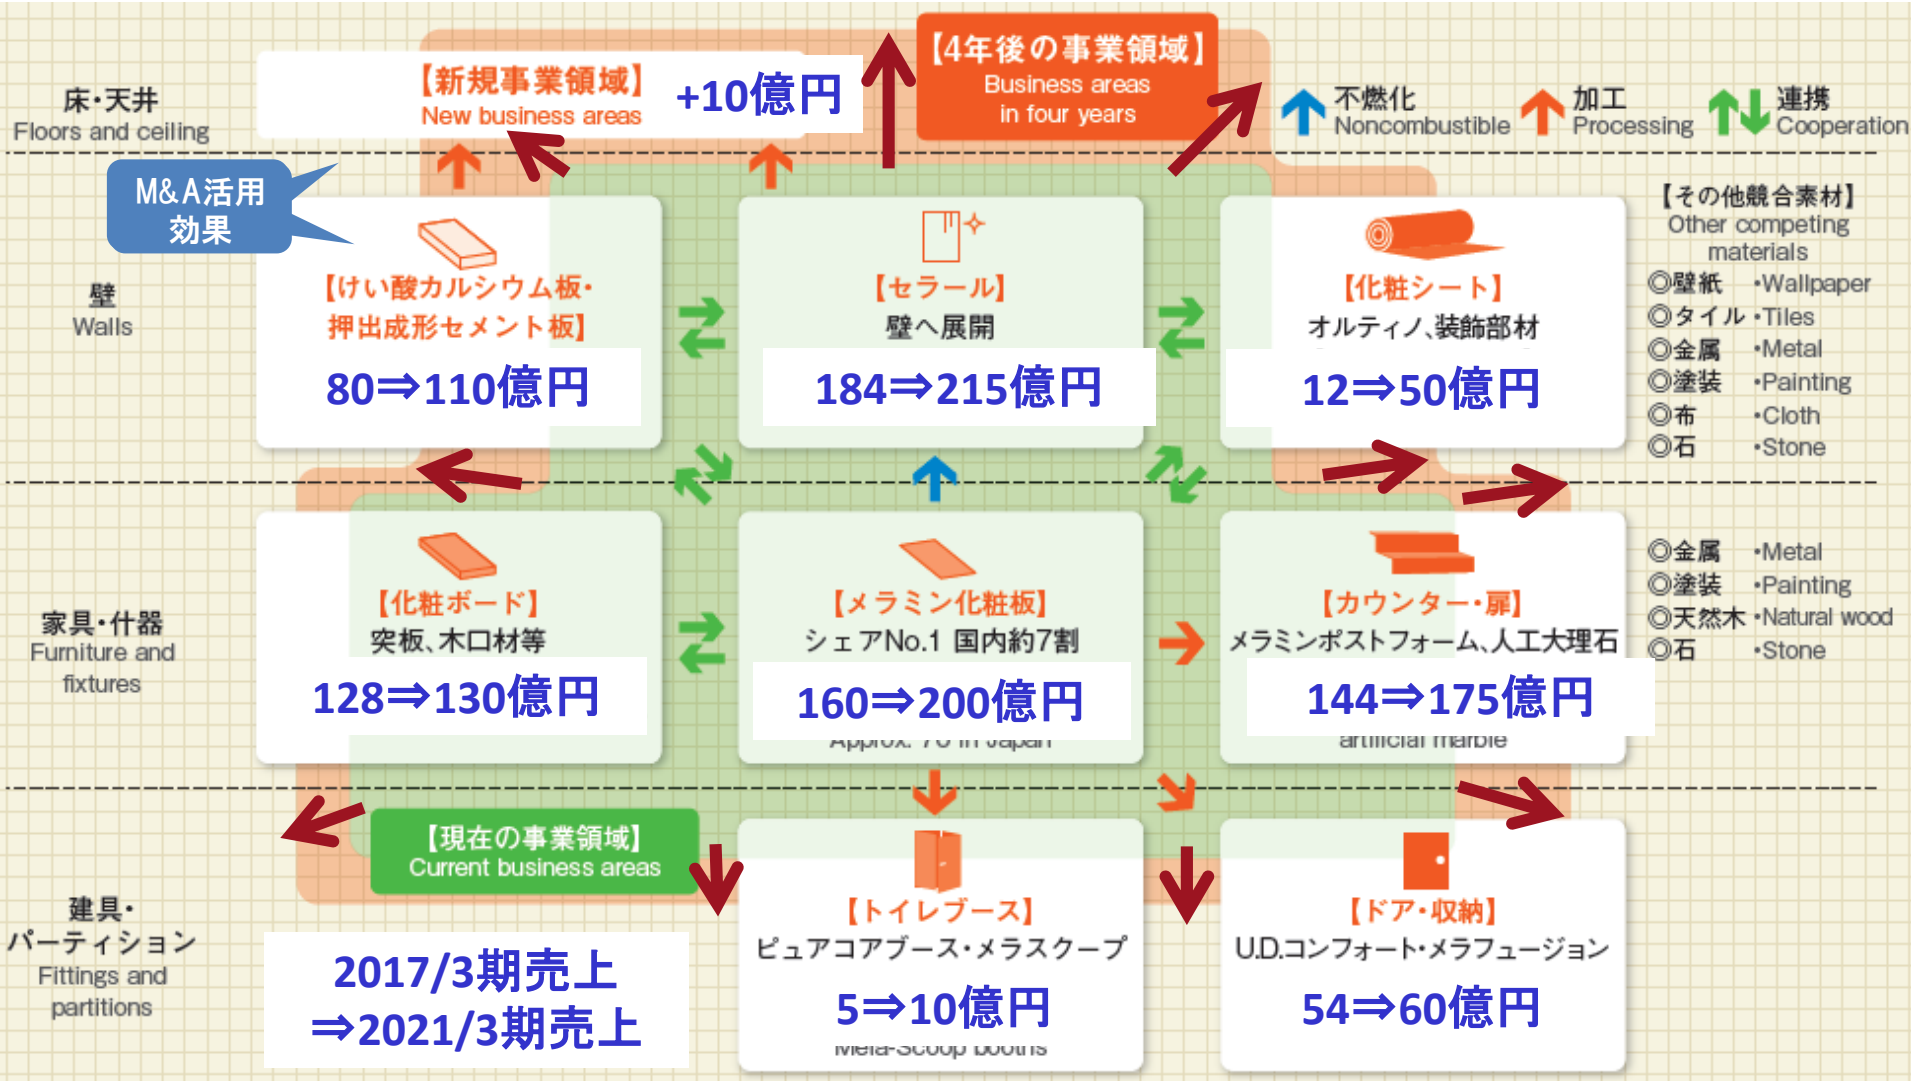 【4年後の事業領域】
Business areas
in four years
【新規事業領域】
New business areas
+10億円
床・天井
Floors and ceiling
不燃化
Noncombustible
加工
Processing
連携
Cooperation
M&A活用
効果
壁
Walls
【けい酸カルシウム板・
押出成形セメント板】
80⇒110億円
【セラール】
壁へ展開
184⇒215億円
【化粧シート】
オルティノ、装飾部材
12⇒50億円
【その他競合素材】
Other competing
materials
◎壁紙 •Wallpaper
◎タイル •Tiles
◎金属 •Metal
◎塗装 •Painting
◎布 •Cloth
◎石 •Stone
家具・什器
Furniture and
fixtures
【化粧ボード】
突板、木口材等
128⇒130億円
【メラミン化粧板】
シェアNo.1 国内約7割
160⇒200億円
Approx. 70 in Japan
【カウンター・扉】
メラミンポストフォーム、人工大理石
144⇒175億円
artificial marble
◎金属 •Metal
◎塗装 •Painting
◎天然木 •Natural wood
◎石 •Stone
【現在の事業領域】
Current business areas
建具・
パーティション
Fittings and
partitions
2017/3期売上
⇒2021/3期売上
【トイレブース】
ピュアコアブース・メラスクープ
5⇒10億円
Mela-Scoop booths
【ドア・収納】
U.D.コンフォート・メラフュージョン
54⇒60億円